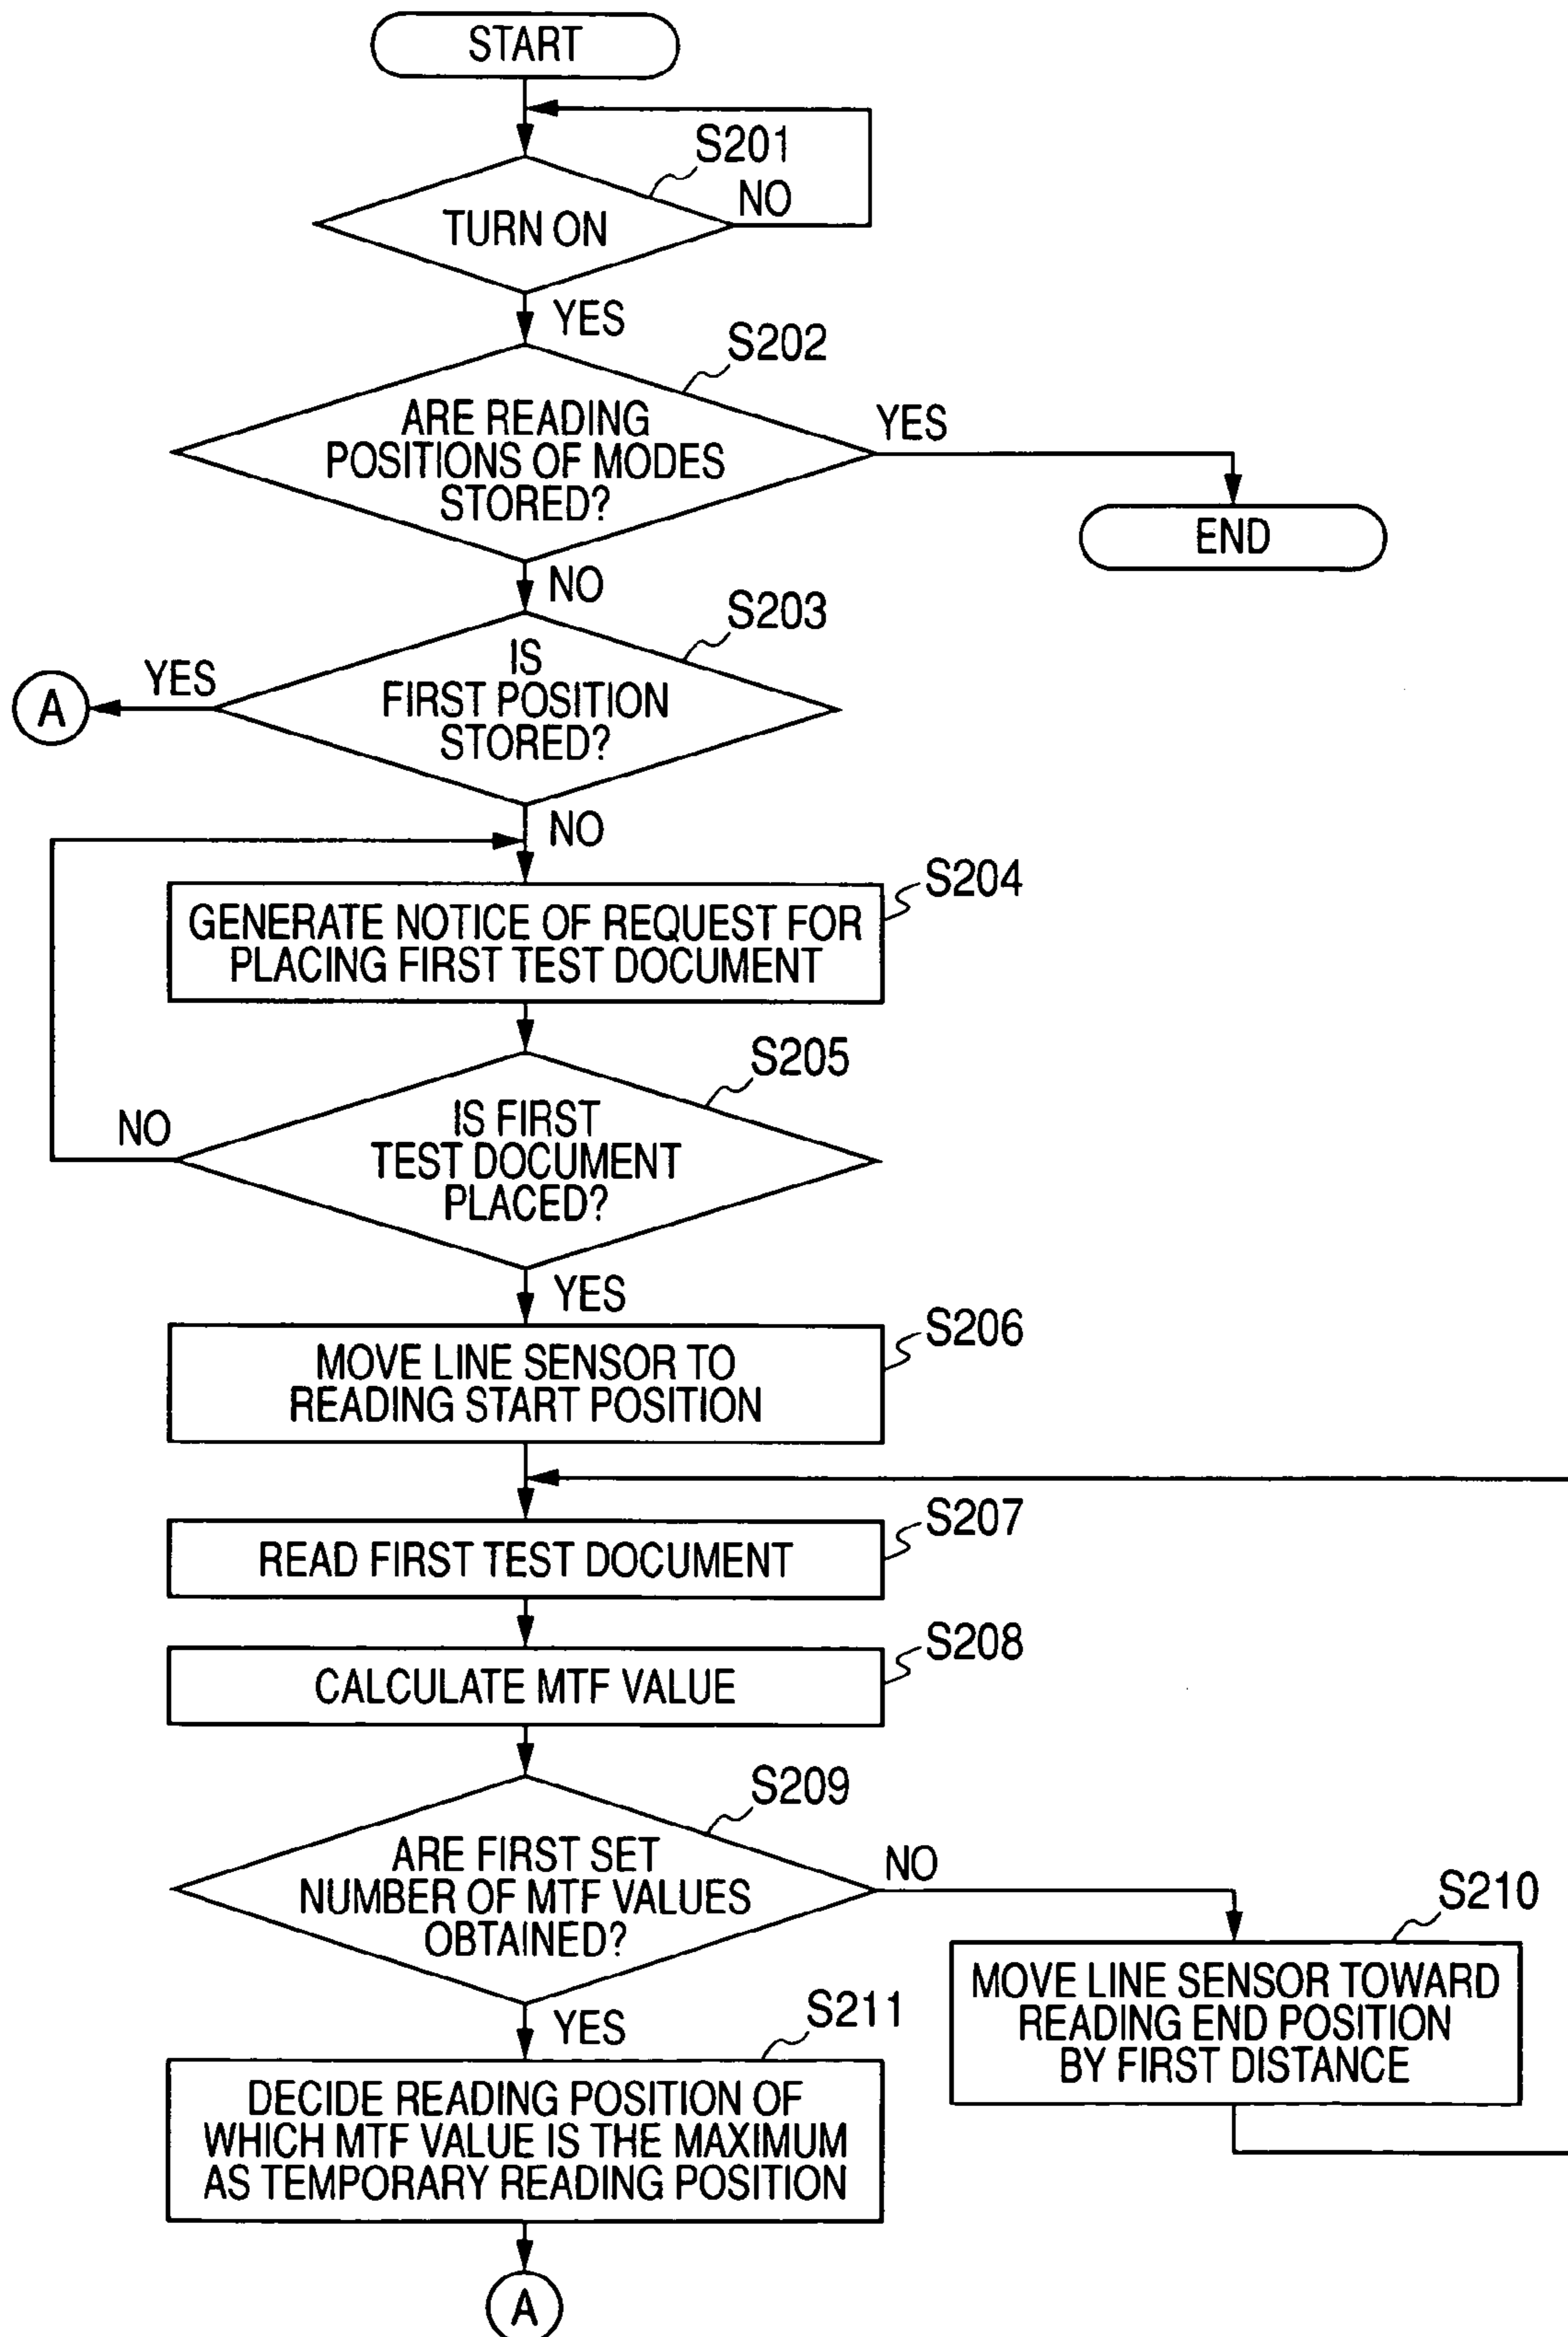 START
S201
TURN ON
NO
YES
S202
ARE READING
POSITIONS OF MODES
STORED?
YES
END
NO
S203
IS
FIRST POSITION
STORED?
YES
A
NO
S204
GENERATE NOTICE OF REQUEST FOR
PLACING FIRST TEST DOCUMENT
S205
IS FIRST
TEST DOCUMENT
PLACED?
NO
YES
S206
MOVE LINE SENSOR TO
READING START POSITION
S207
READ FIRST TEST DOCUMENT
S208
CALCULATE MTF VALUE
S209
ARE FIRST SET
NUMBER OF MTF VALUES
OBTAINED?
NO
S210
MOVE LINE SENSOR TOWARD
READING END POSITION
BY FIRST DISTANCE
YES
S211
DECIDE READING POSITION OF
WHICH MTF VALUE IS THE MAXIMUM
AS TEMPORARY READING POSITION
A